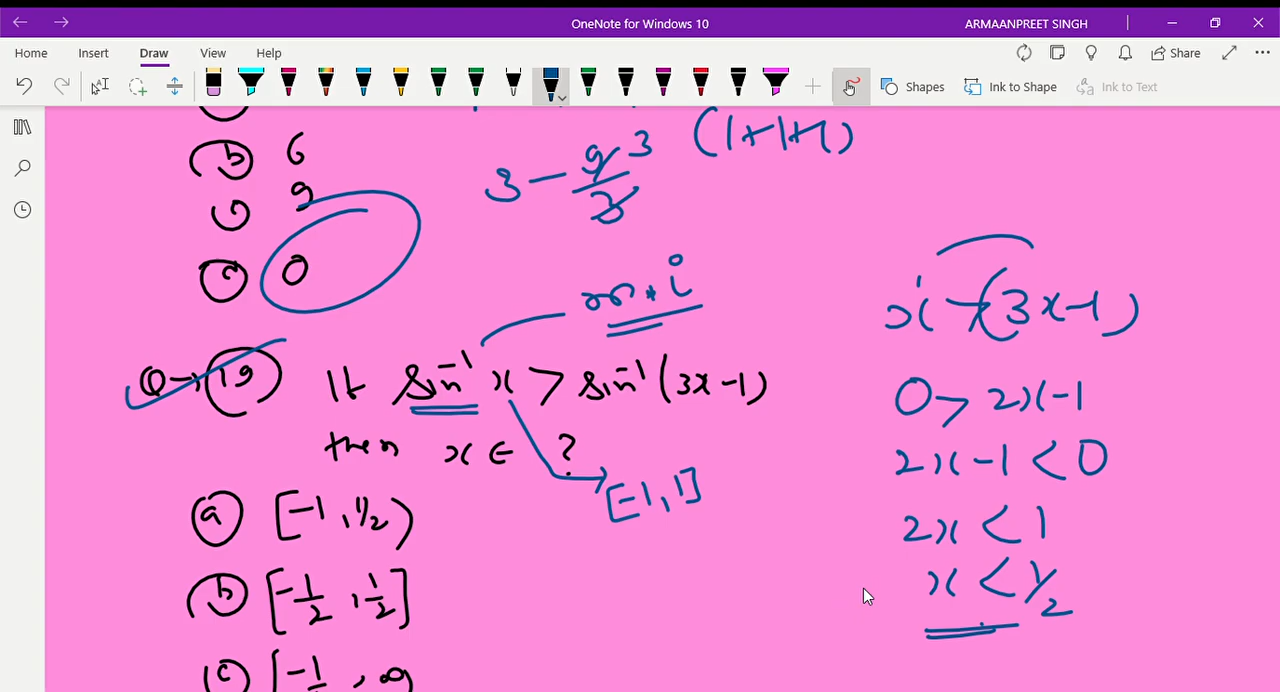 OneNote for Windows 10
ARMAANPREET SINGH
Home Insert Draw View Help
Share
Shapes Ink to Shape Ink to Text
(b) 6
3 - 9/3 3 (1+1+1)
9
(d) 0
m.i
x > (3x-1)
Q→ (19) If sin⁻¹ x > sin⁻¹(3x-1)
0 > 2x-1
then x ∈ ?
2x-1 < 0
[-1,1]
(a) [-1, 1/2)
2x < 1
(b) [-1/2, 1/2]
x < 1/2